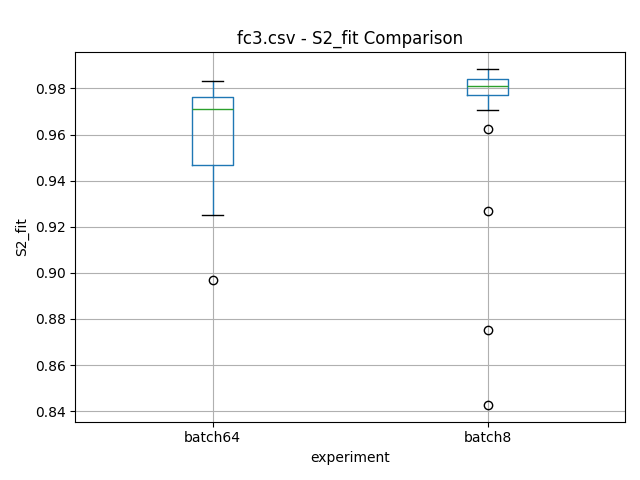 fc3.csv - S2_fit Comparison
0.98
0.96
0.94
0.92
0.90
0.88
0.86
0.84
S2_fit
batch64
batch8
experiment